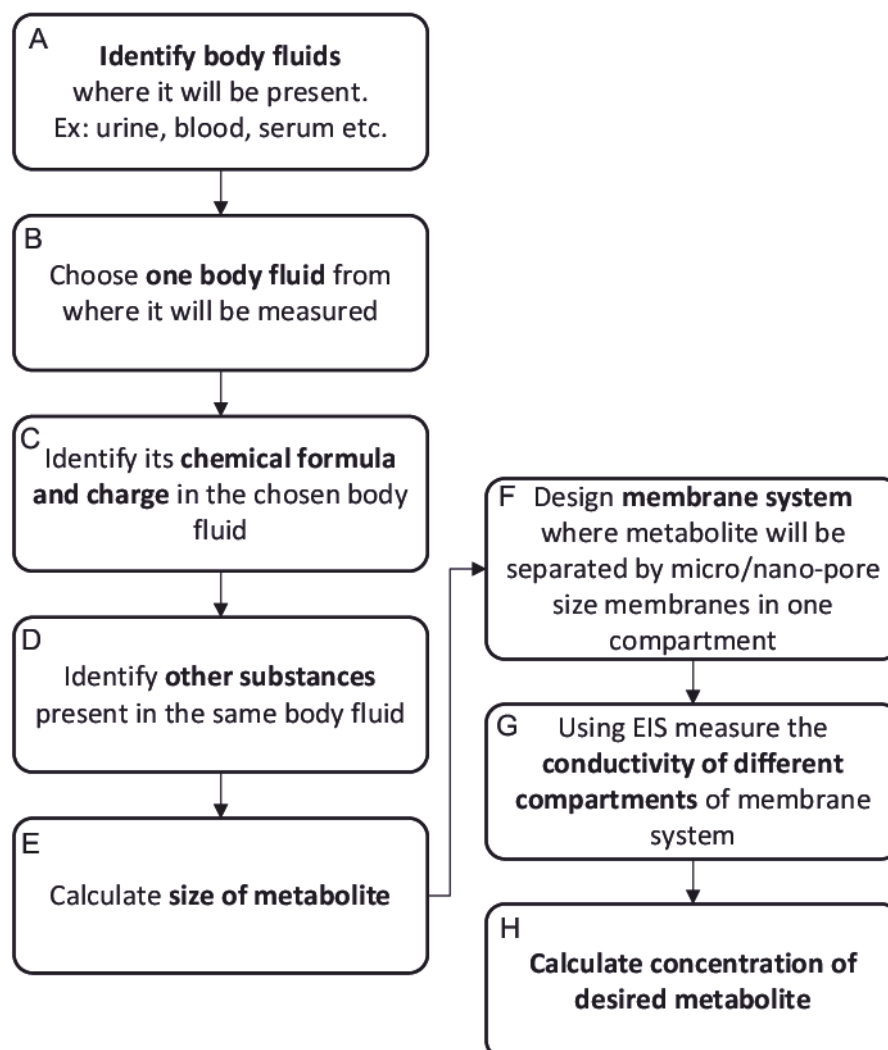 A
Identify body fluids
where it will be present.
Ex: urine, blood, serum etc.
B
Choose one body fluid from
where it will be measured
C
Identify its chemical formula
and charge in the chosen body
fluid
D
Identify other substances
present in the same body fluid
E
Calculate size of metabolite
F
Design membrane system
where metabolite will be
separated by micro/nano-pore
size membranes in one
compartment
G
Using EIS measure the
conductivity of different
compartments of membrane
system
H
Calculate concentration of
desired metabolite